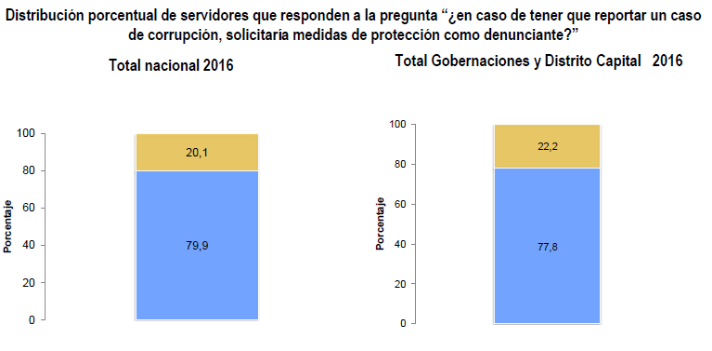 Distribución porcentual de servidores que responden a la pregunta “¿en caso de tener que reportar un caso
de corrupción, solicitaria medidas de protección como denunciante?”
Total nacional 2016
Total Gobernaciones y Distrito Capital 2016
Porcentaje
100
80
60
40
20
0
20,1
79,9
Porcentaje
100
80
60
40
20
0
22,2
77,8